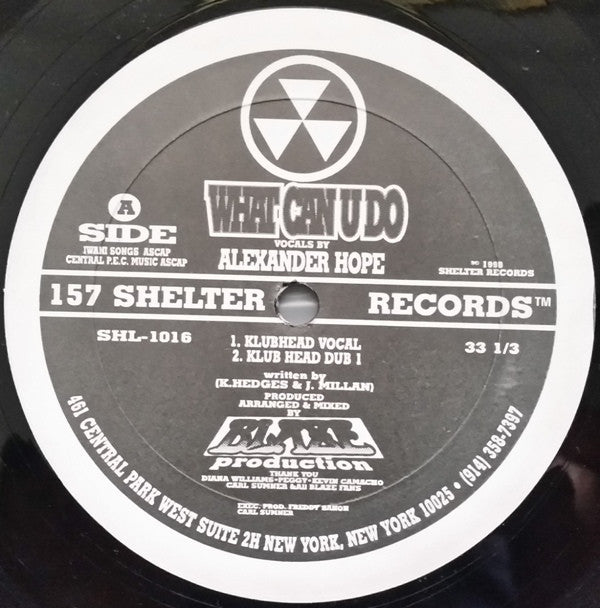 WHAT CAN U DO
VOCALS BY
ALEXANDER HOPE
A
SIDE
IWANI SONGS ASCAP
CENTRAL P.E.C. MUSIC ASCAP
℗© 1998
SHELTER RECORDS
157 SHELTER RECORDS™
SHL-1016
33 1/3
1. KLUBHEAD VOCAL
2. KLUB HEAD DUB 1
written by
(K.HEDGES & J. MILLAN)
PRODUCED
ARRANGED & MIXED
BY
BLAZE
production
THANK YOU
DIANA WILLIAMS•PEGGY•KEVIN CAMACHO
CARL SUMNER &All BLAZE FANS
EXEC. PROD. FREDDY SANON
CARL SUMNER
461 CENTRAL PARK WEST SUITE 2H NEW YORK, NEW YORK 10025 • (914) 358-7397